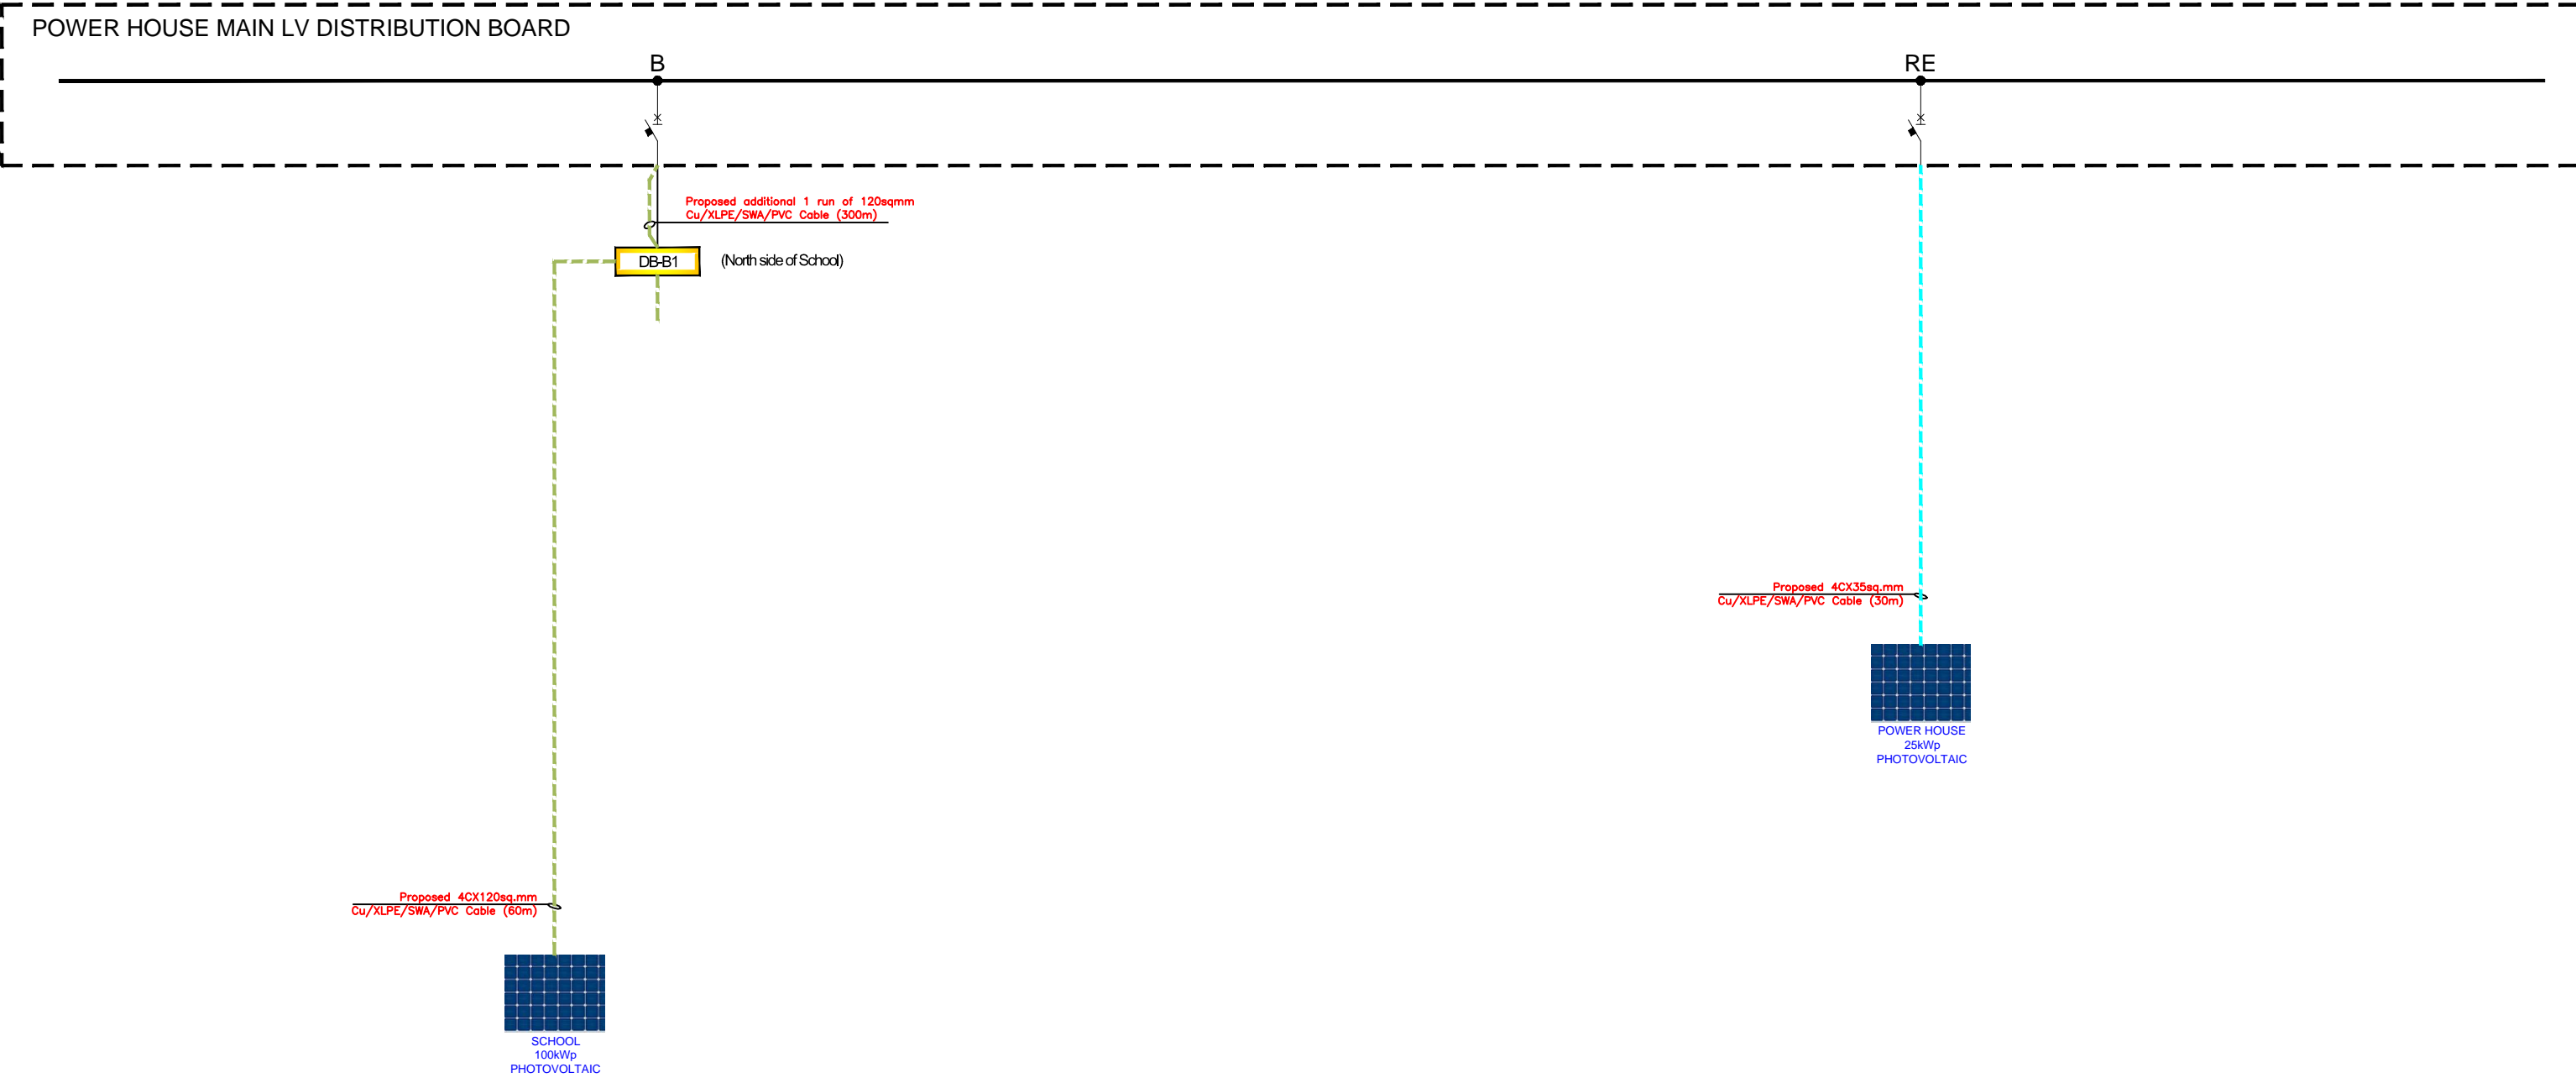 POWER HOUSE MAIN LV DISTRIBUTION BOARD
B
RE
Proposed additional 1 run of 120sqmm
Cu/XLPE/SWA/PVC Cable (300m)
DB-B1
(North side of School)
Proposed 4CX35sq.mm
Cu/XLPE/SWA/PVC Cable (30m)
POWER HOUSE
25kWp
PHOTOVOLTAIC
Proposed 4CX120sq.mm
Cu/XLPE/SWA/PVC Cable (60m)
SCHOOL
100kWp
PHOTOVOLTAIC